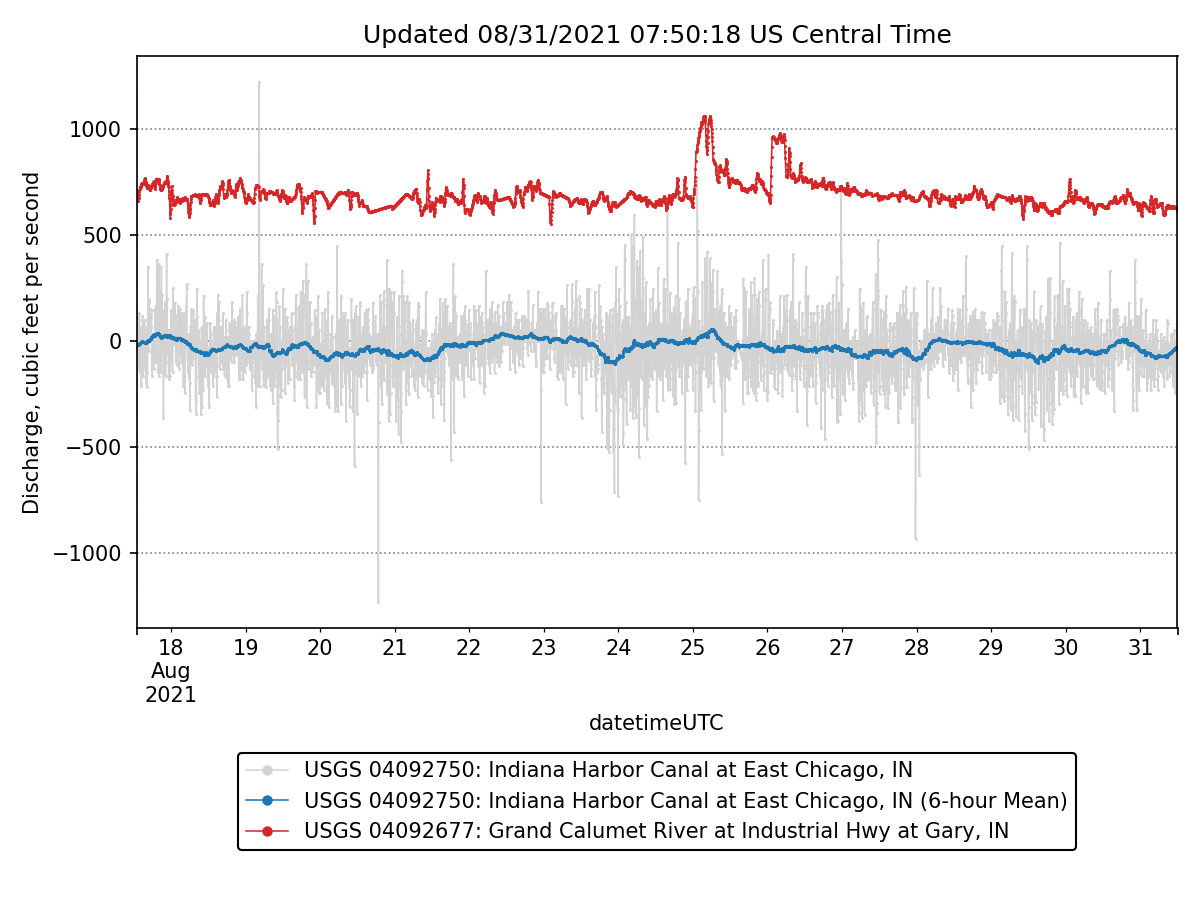 Updated 08/31/2021 07:50:18 US Central Time
Discharge, cubic feet per second
1000
500
0
−500
−1000
18 19 20 21 22 23 24 25 26 27 28 29 30 31
Aug
2021
datetimeUTC
USGS 04092750: Indiana Harbor Canal at East Chicago, IN
USGS 04092750: Indiana Harbor Canal at East Chicago, IN (6-hour Mean)
USGS 04092677: Grand Calumet River at Industrial Hwy at Gary, IN